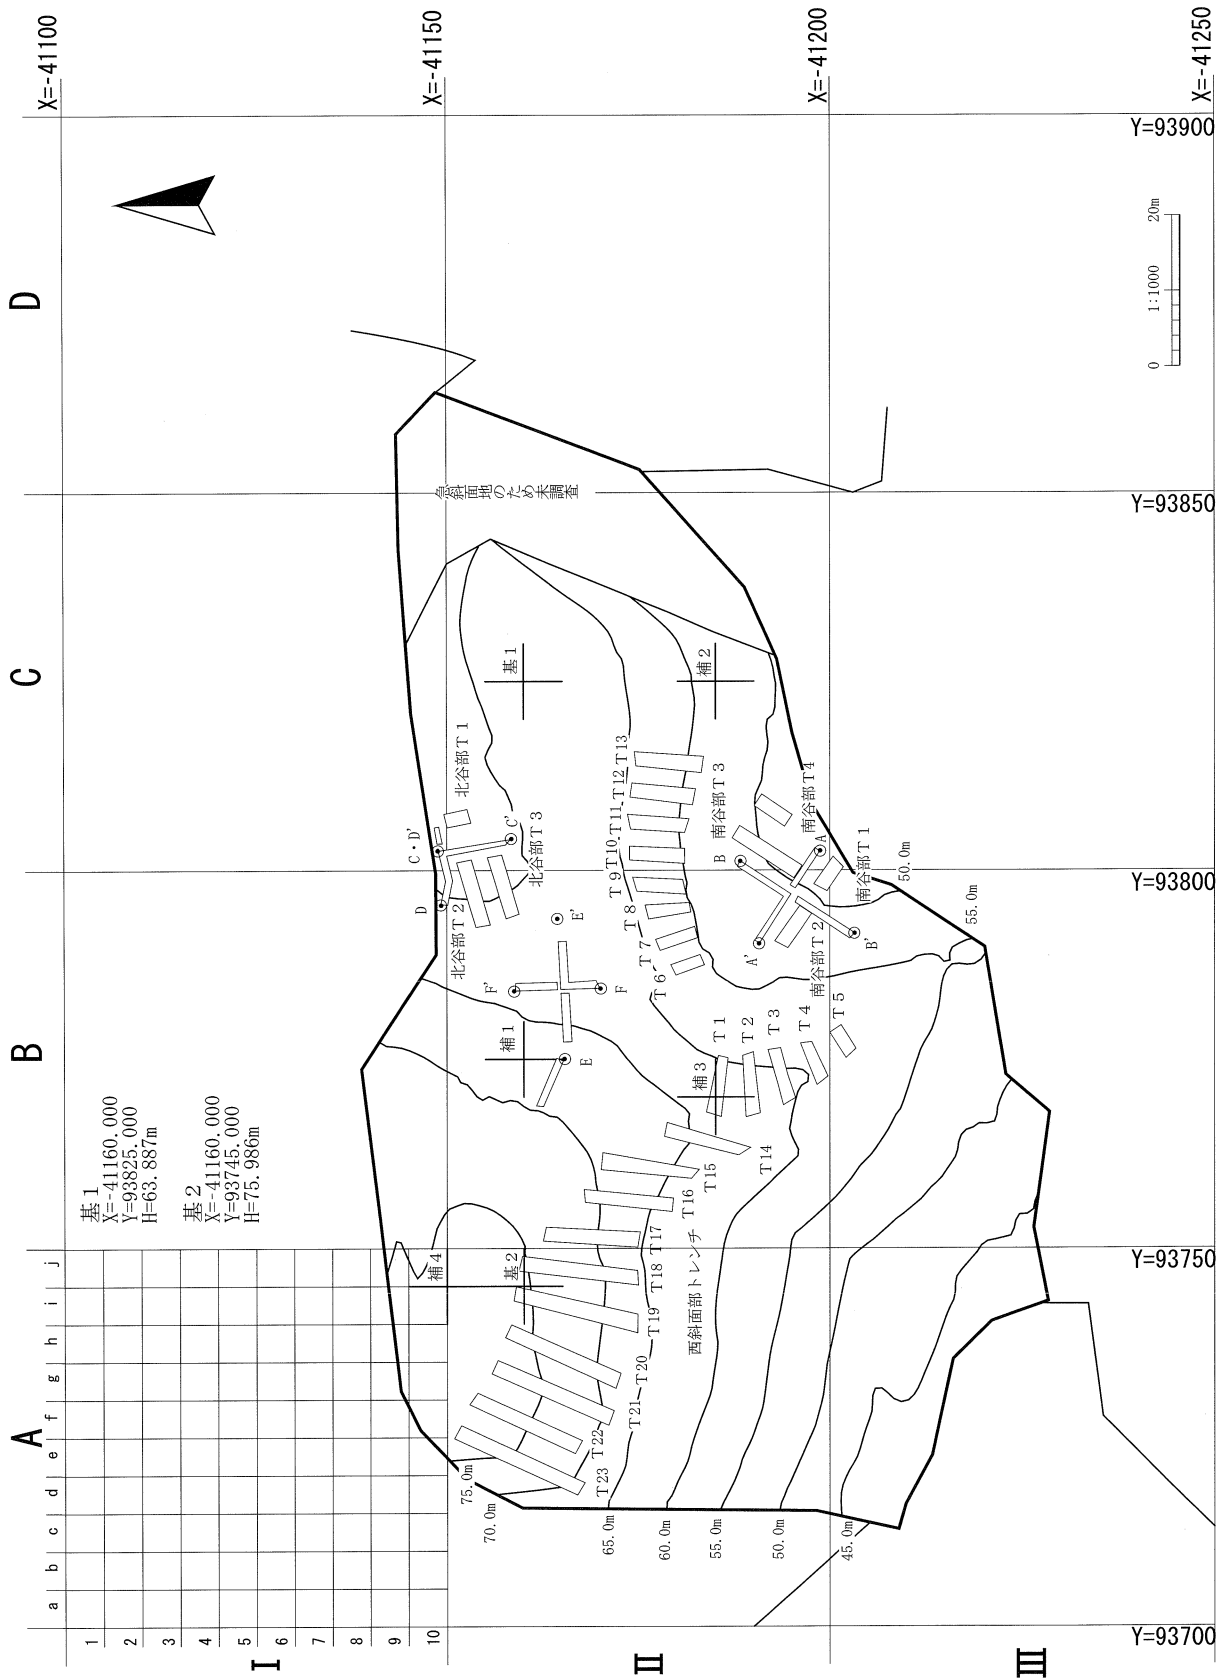 X=-41100
X=-41150
X=-41200
X=-41250
Y=93900
Y=93850
Y=93800
Y=93750
Y=93700
A
B
C
D
Ⅰ
Ⅱ
Ⅲ
a b c d e f g h i j
1
2
3
4
5
6
7
8
9
10
基1
X=-41160.000
Y=93825.000
H=63.887m
基2
X=-41160.000
Y=93745.000
H=75.986m
0 1:1000 20m
急斜面地のため未調査
基1
補2
北谷部T1
C・D'
C'
北谷部T3
D
北谷部T2
E'
F'
F
補1
E
T13
T12
T11
T10
T9
T8
T7
T6
南谷部T3
南谷部T4
B
A
南谷部T1
A'
B'
南谷部T2
50.0m
55.0m
T1
T2
T3
T4
T5
補3
T14
T15
T16
T17
T18
T19
T20
T21
T22
T23
西斜面部トレンチ
補4
基2
75.0m
70.0m
65.0m
60.0m
55.0m
50.0m
45.0m